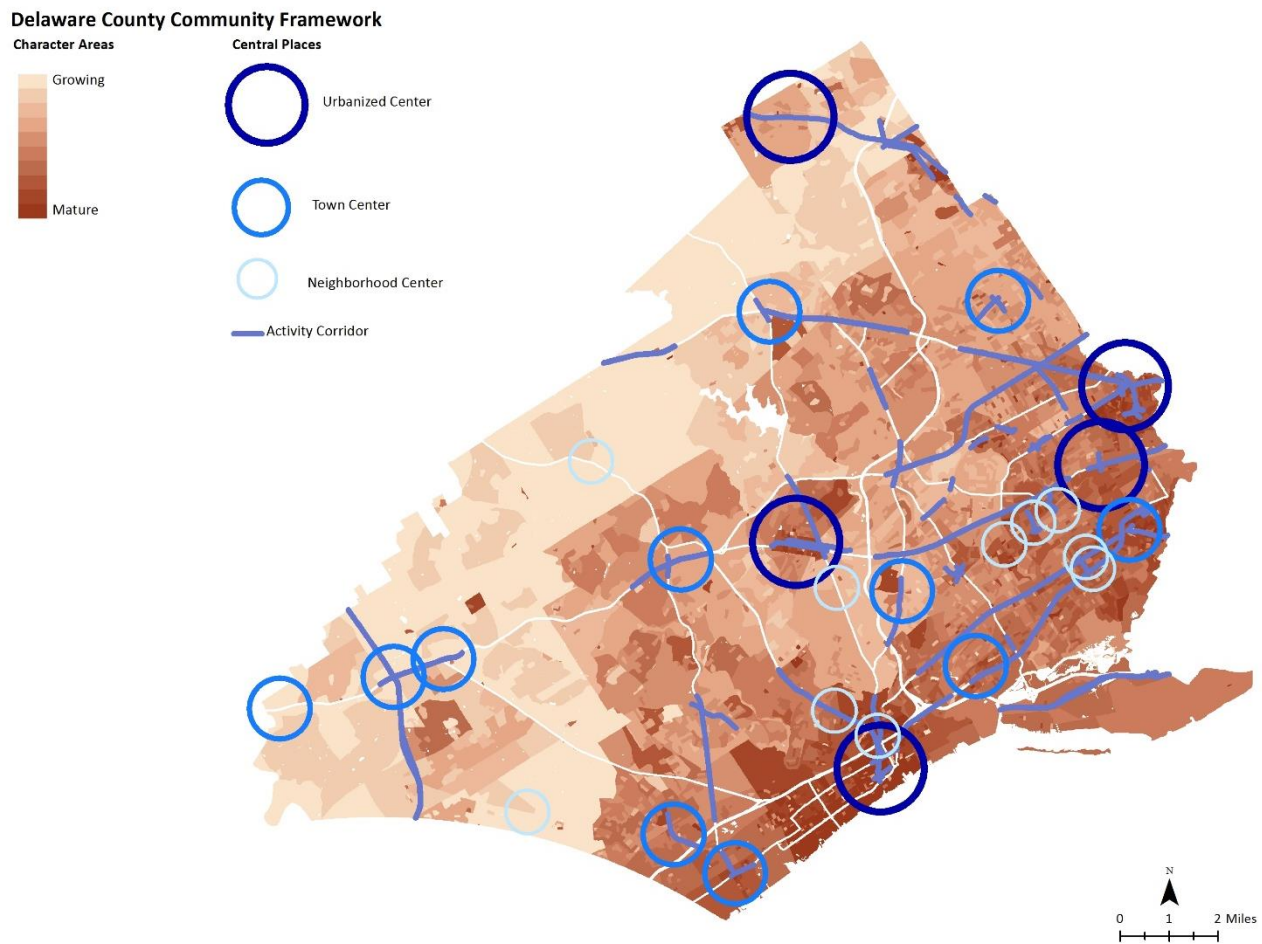 Delaware County Community Framework
Character Areas
Central Places
Growing
Mature
Urbanized Center
Town Center
Neighborhood Center
Activity Corridor
N
0 1 2 Miles